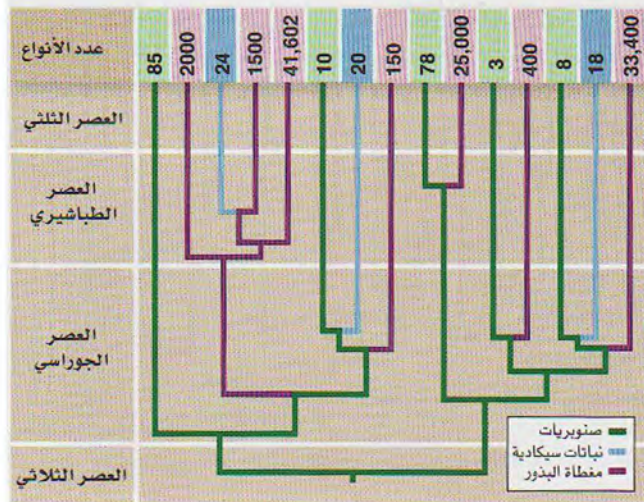 عدد الأنواع
85 2000 24 1500 41,602 10 20 150 78 25,000 3 400 8 18 33,400
العصر الثلثي
العصر
الطباشيري
العصر
الجوراسي
العصر الثلاثي
صنوبريات
نباتات سيكادية
مغطاة البذور